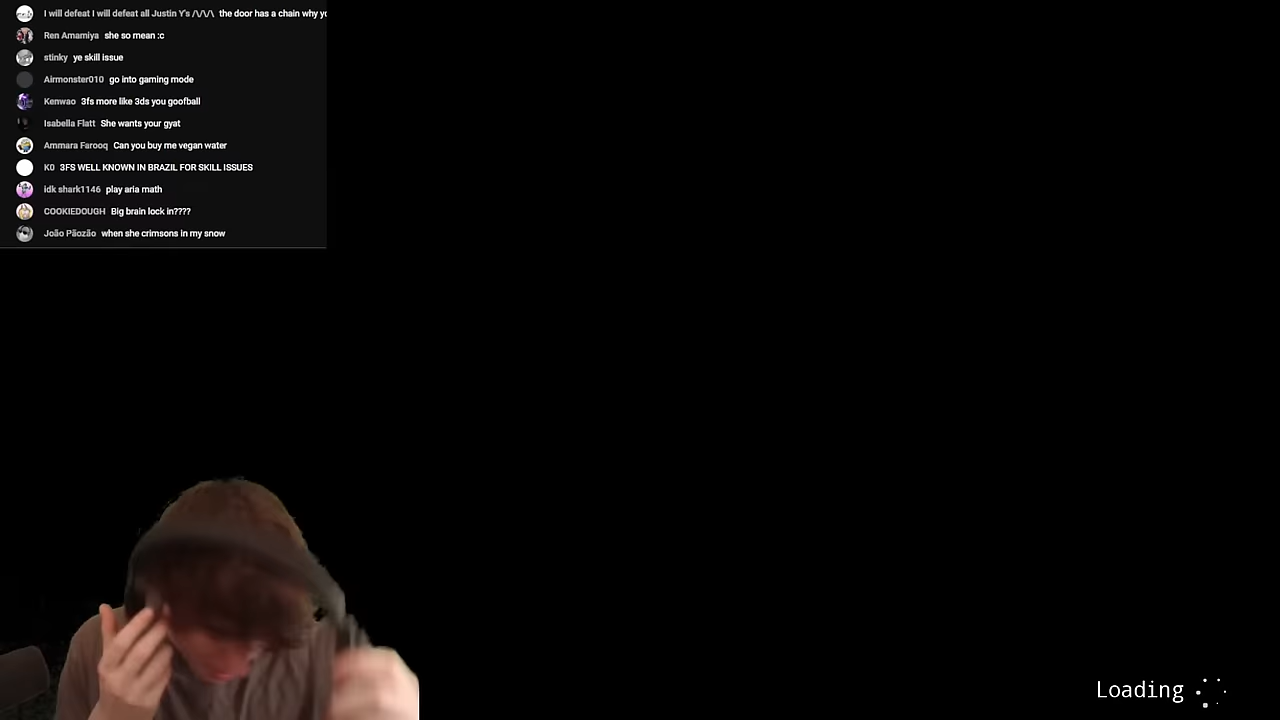 I will defeat I will defeat all Justin Y's /\/\/\ the door has a chain why
Ren Amamiya she so mean :c
stinky ye skill issue
Airmonster010 go into gaming mode
Kenwao 3fs more like 3ds you goofball
Isabella Flatt She wants your gyat
Ammara Farooq Can you buy me vegan water
K0 3FS WELL KNOWN IN BRAZIL FOR SKILL ISSUES
idk shark1146 play aria math
COOKIEDOUGH Big brain lock in????
João Pãozão when she crimsons in my snow
Loading